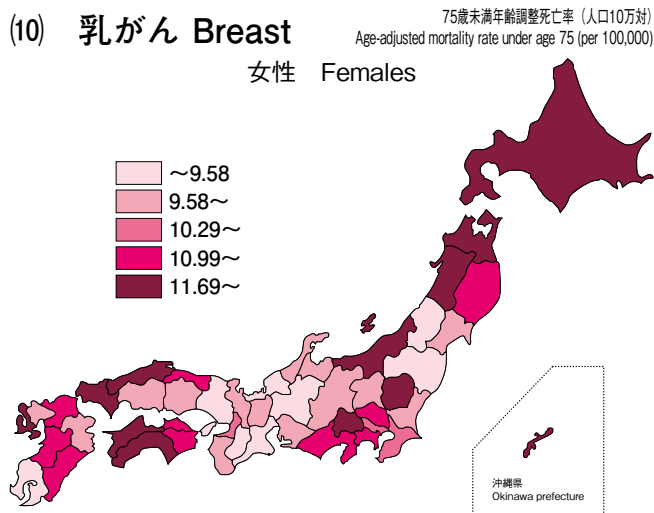 ⑽ 乳がん Breast
75歳未満年齢調整死亡率（人口10万対）
Age-adjusted mortality rate under age 75 (per 100,000)
女性 Females
～9.58
9.58～
10.29～
10.99～
11.69～
沖縄県
Okinawa prefecture